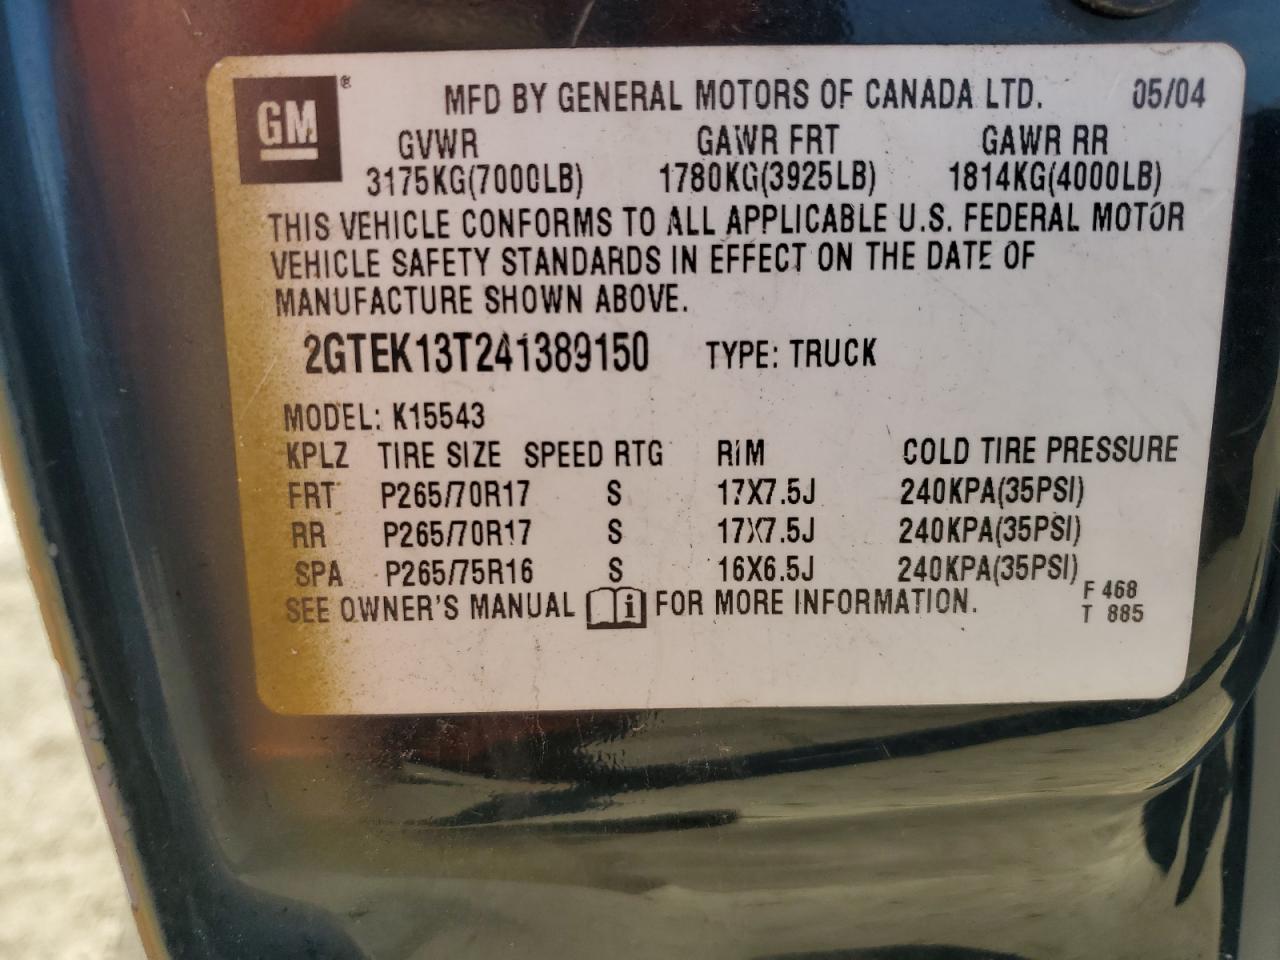 GM ® MFD BY GENERAL MOTORS OF CANADA LTD. 05/04
GVWR GAWR FRT GAWR RR
3175KG(7000LB) 1780KG(3925LB) 1814KG(4000LB)
THIS VEHICLE CONFORMS TO ALL APPLICABLE U.S. FEDERAL MOTOR
VEHICLE SAFETY STANDARDS IN EFFECT ON THE DATE OF
MANUFACTURE SHOWN ABOVE.
2GTEK13T241389150 TYPE: TRUCK
MODEL: K15543
KPLZ TIRE SIZE SPEED RTG RIM COLD TIRE PRESSURE
FRT P265/70R17 S 17X7.5J 240KPA(35PSI)
RR P265/70R17 S 17X7.5J 240KPA(35PSI)
SPA P265/75R16 S 16X6.5J 240KPA(35PSI)
SEE OWNER'S MANUAL i FOR MORE INFORMATION. F 468
T 885